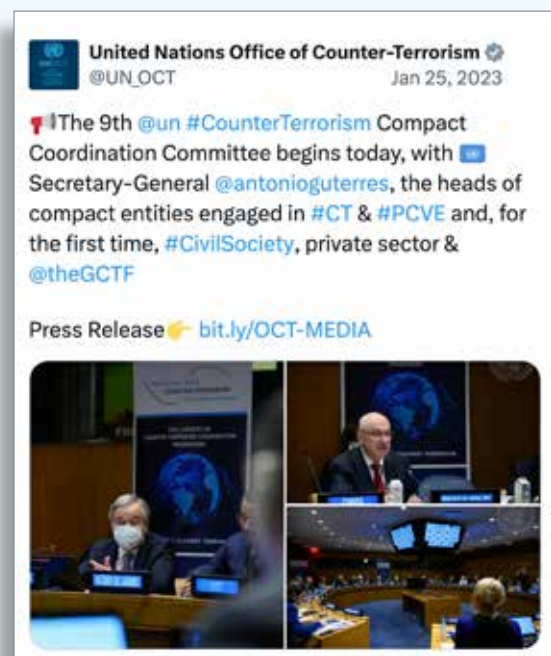 United Nations Office of Counter-Terrorism
@UN_OCT
Jan 25, 2023
The 9th @un #CounterTerrorism Compact
Coordination Committee begins today, with
Secretary-General @antonioguterres, the heads of
compact entities engaged in #CT & #PCVE and, for
the first time, #CivilSociety, private sector &
@theGCTF
Press Release bit.ly/OCT-MEDIA